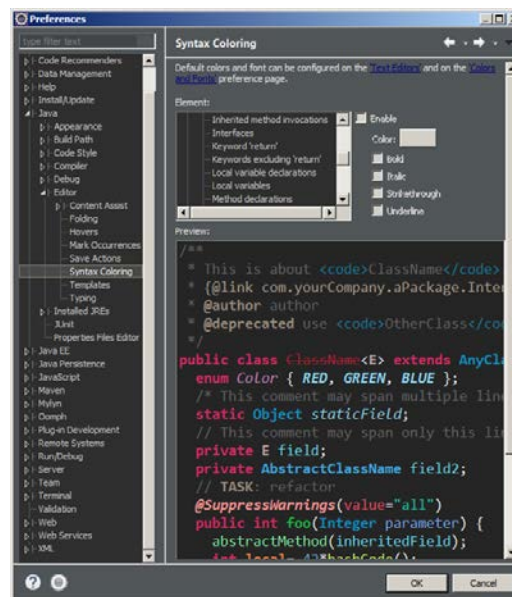 Preferences
type filter text
Code Recommenders
Data Management
Help
Install/Update
Java
Appearance
Build Path
Code Style
Compiler
Debug
Editor
Content Assist
Folding
Hovers
Mark Occurrences
Save Actions
Syntax Coloring
Templates
Typing
Installed JREs
JUnit
Properties Files Editor
Java EE
Java Persistence
JavaScript
Maven
Mylyn
Oomph
Plug-in Development
Remote Systems
Run/Debug
Server
Team
Terminal
Validation
Web
Web Services
XML
Syntax Coloring
Default colors and font can be configured on the 'Text Editors' and on the 'Colors
and Fonts' preference page.
Element:
Inherited method invocations
Interfaces
Keyword 'return'
Keywords excluding 'return'
Local variable declarations
Local variables
Method declarations
Enable
Color:
Bold
Italic
Strikethrough
Underline
Preview:
/**
 * This is about <code>ClassName</code>
 * {@link com.yourCompany.aPackage.Inter
 * @author author
 * @deprecated use <code>OtherClass</cod
 */
public class ClassName<E> extends AnyCla
enum Color { RED, GREEN, BLUE };
/* This comment may span multiple line
static Object staticField;
// This comment may span only this lin
private E field;
private AbstractClassName field2;
// TASK: refactor
@SuppressWarnings(value="all")
public int foo(Integer parameter) {
abstractMethod(inheritedField);
int local= 42*hashCode();
OK
Cancel